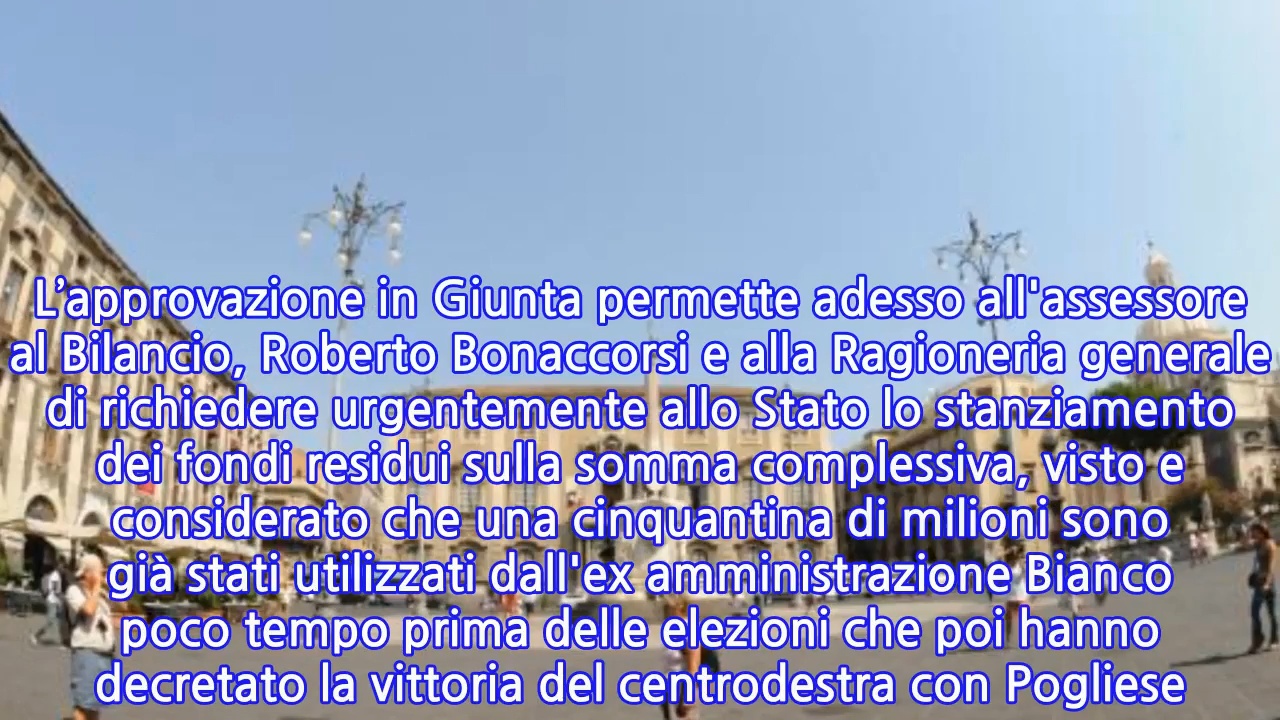 L’approvazione in Giunta permette adesso all'assessore
al Bilancio, Roberto Bonaccorsi e alla Ragioneria generale
di richiedere urgentemente allo Stato lo stanziamento
dei fondi residui sulla somma complessiva, visto e
considerato che una cinquantina di milioni sono
già stati utilizzati dall'ex amministrazione Bianco
poco tempo prima delle elezioni che poi hanno
decretato la vittoria del centrodestra con Pogliese